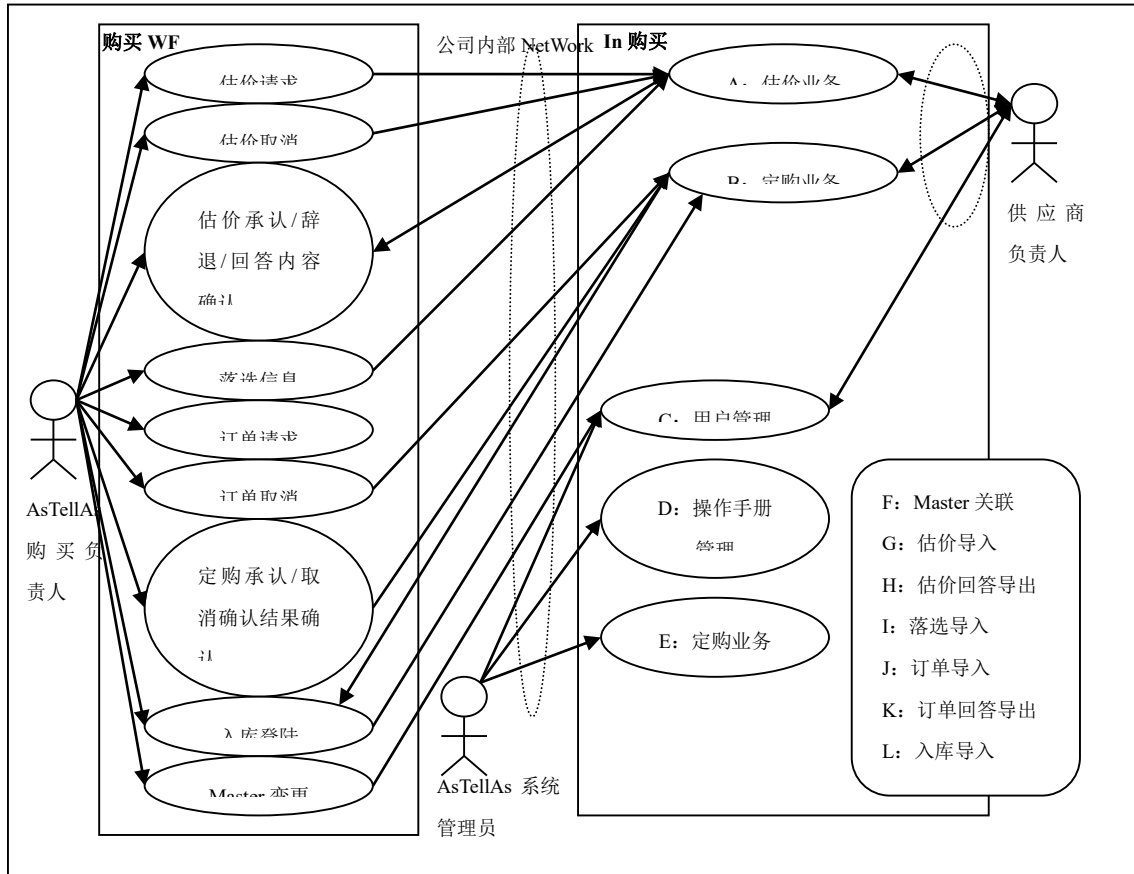 购买 WF
公司内部 NetWork
In 购买
估价请求
估价取消
估价承认/辞
退/回答内容
确认
落选信息
订单请求
订单取消
定购承认/取
消确认结果确
认
入库登陆
Master 变更
AsTellAs
购买负
责人
A：估价业务
B：定购业务
C：用户管理
D：操作手册
管理
E：定购业务
AsTellAs 系统
管理员
供应商
负责人
F：Master 关联
G：估价导入
H：估价回答导出
I：落选导入
J：订单导入
K：订单回答导出
L：入库导入